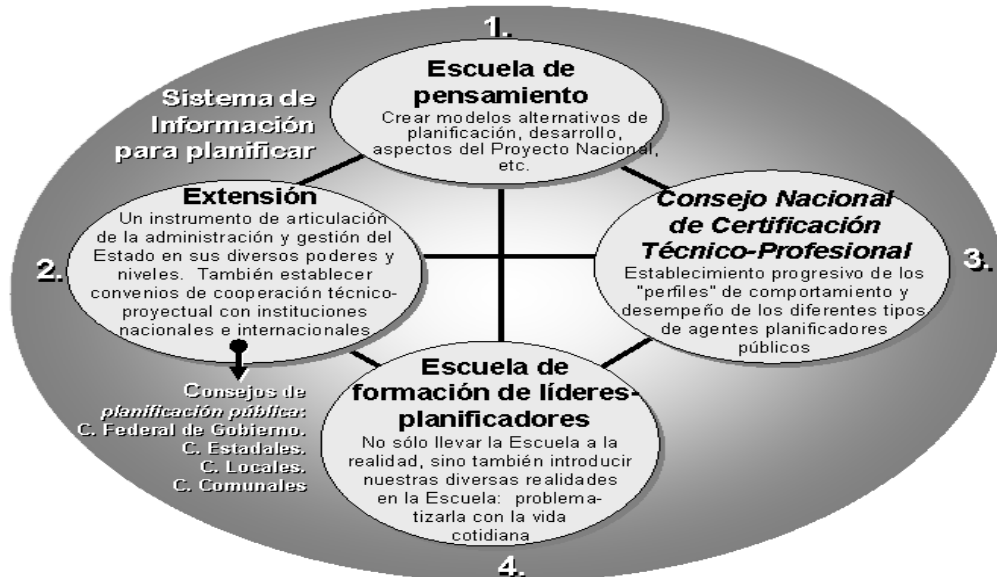 1.
Escuela de
pensamiento
Crear modelos alternativos de
planificación, desarrollo,
aspectos del Proyecto Nacional,
etc.
Sistema de
Información
para planificar
2.
Extensión
Un instrumento de articulación
de la administración y gestión del
Estado en sus diversos poderes y
niveles. También establecer
convenios de cooperación técnico-
proyectual con instituciones
nacionales e internacionales
Consejo Nacional
de Certificación
Técnico-Profesional
Establecimiento progresivo de los
"perfiles" de comportamiento y
desempeño de los diferentes tipos
de agentes planificadores
públicos
3.
Consejos de
planificación pública:
C. Federal de Gobierno.
C. Estadales.
C. Locales.
C. Comunales
Escuela de
formación de líderes-
planificadores
No sólo llevar la Escuela a la
realidad, sino también introducir
nuestras diversas realidades
en la Escuela: problema-
tizarla con la vida
cotidiana
4.